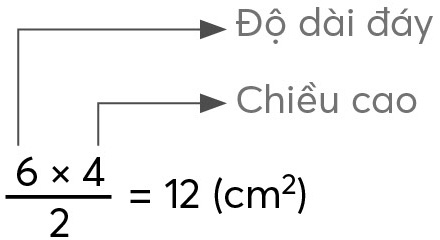 Độ dài đáy
Chiều cao
6 × 4
2
= 12 (cm²)